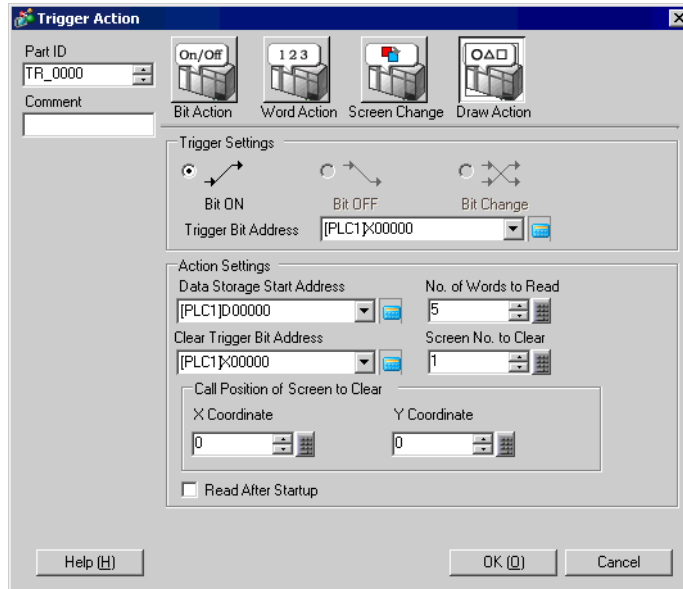 Trigger Action
Part ID
TR_0000
Comment
On/Off
1 2 3
Bit Action Word Action Screen Change Draw Action
Trigger Settings
Bit ON Bit OFF Bit Change
Trigger Bit Address [PLC1]X00000
Action Settings
Data Storage Start Address No. of Words to Read
[PLC1]D00000 5
Clear Trigger Bit Address Screen No. to Clear
[PLC1]X00000 1
Call Position of Screen to Clear
X Coordinate Y Coordinate
0 0
Read After Startup
Help (H) OK (O) Cancel